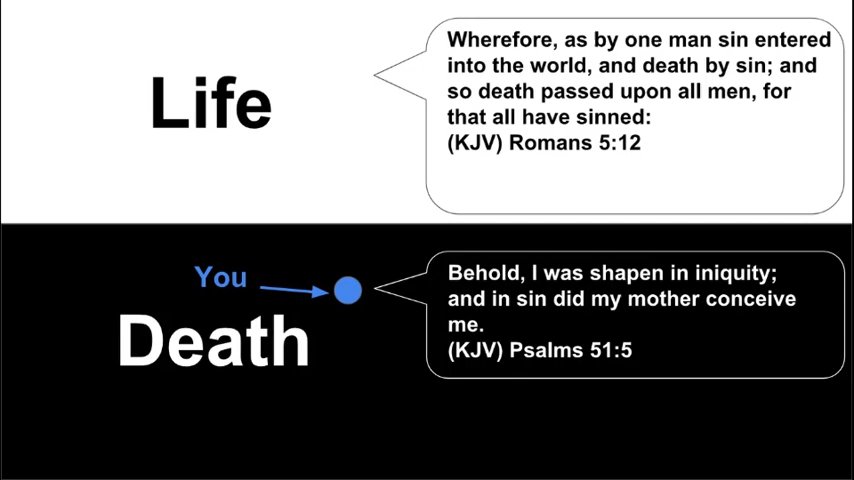 Life
Wherefore, as by one man sin entered
into the world, and death by sin; and
so death passed upon all men, for
that all have sinned:
(KJV) Romans 5:12
You
Death
Behold, I was shapen in iniquity;
and in sin did my mother conceive
me.
(KJV) Psalms 51:5